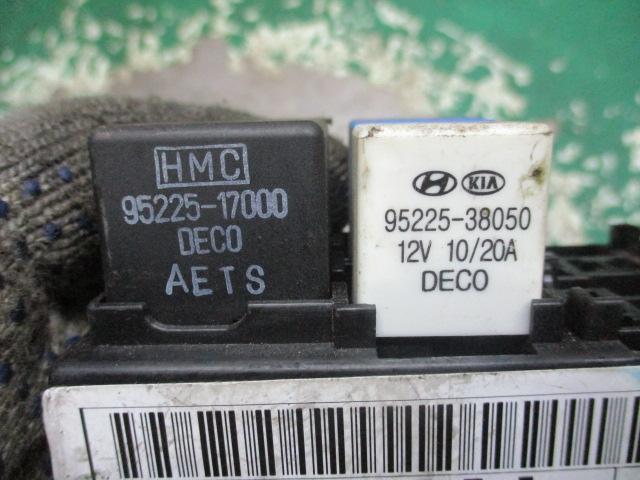 HMC
95225-17000
DECO
AETS
KIA
95225-38050
12V 10/20A
DECO